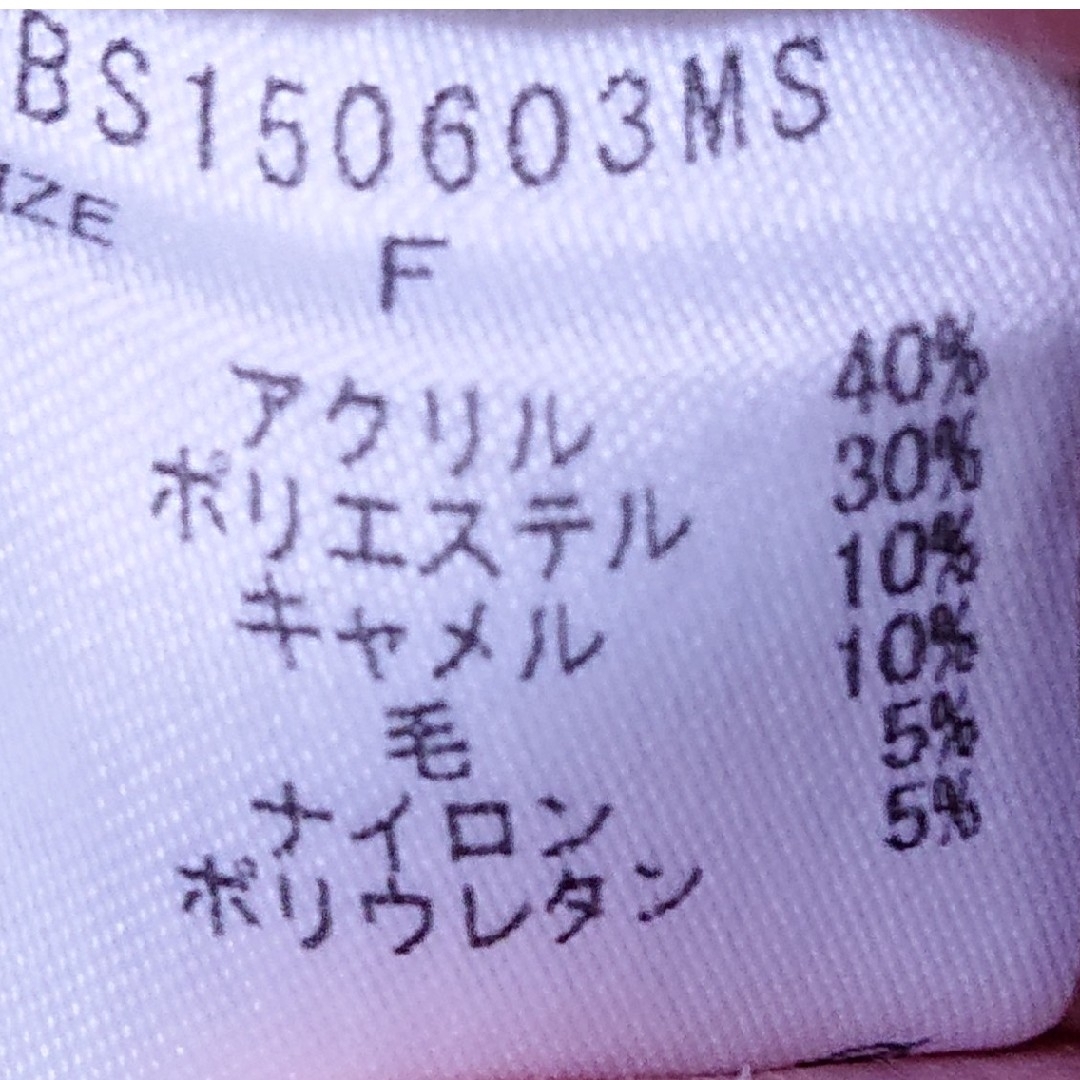 BS150603MS
IZE F
アクリル 40%
ポリエステル 30%
キャメル 10%
毛 10%
ナイロン 5%
ポリウレタン 5%